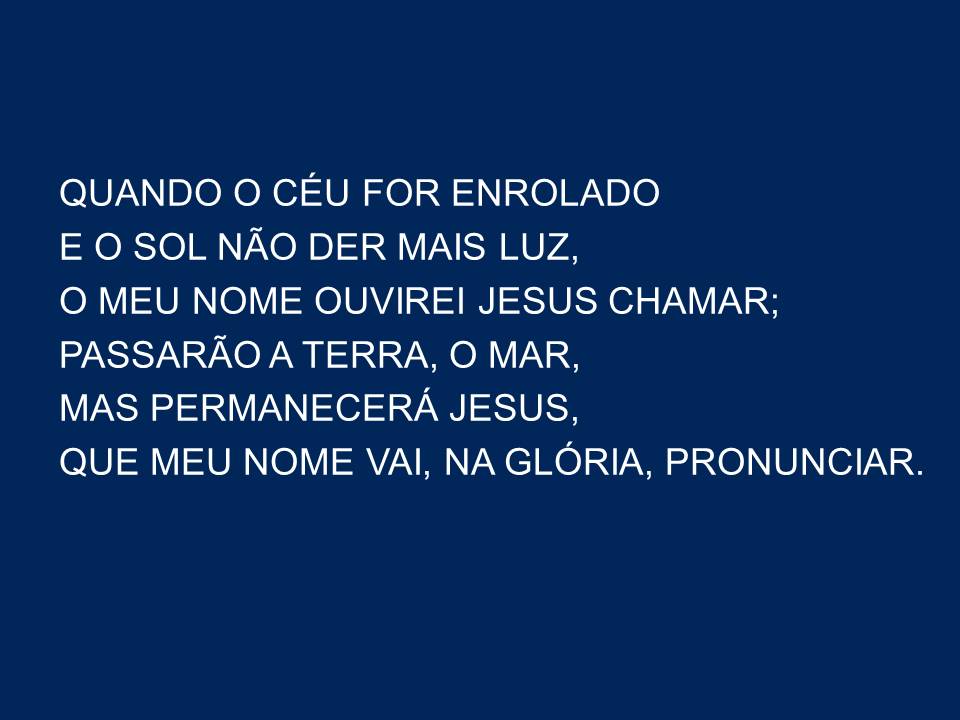 QUANDO O CÉU FOR ENROLADO
E O SOL NÃO DER MAIS LUZ,
O MEU NOME OUVIREI JESUS CHAMAR;
PASSARÃO A TERRA, O MAR,
MAS PERMANECERÁ JESUS,
QUE MEU NOME VAI, NA GLÓRIA, PRONUNCIAR.